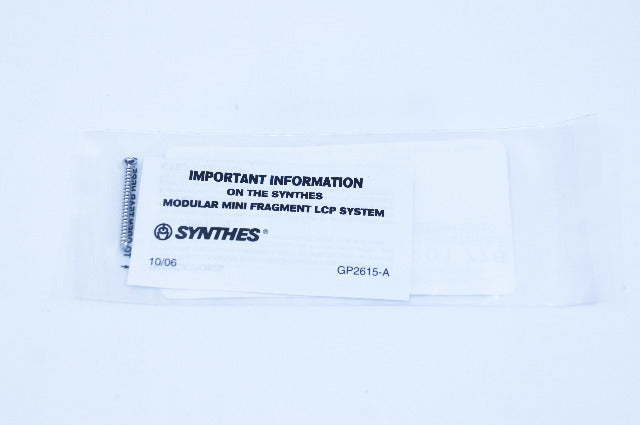 IMPORTANT INFORMATION
ON THE SYNTHES
MODULAR MINI FRAGMENT LCP SYSTEM
SYNTHES®
10/06
GP2615-A